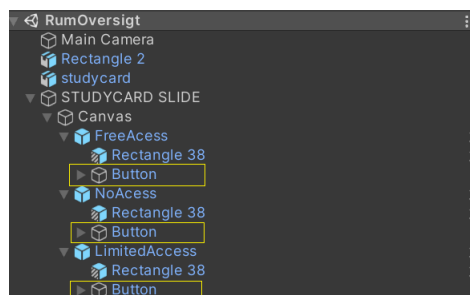 RumOversigt
Main Camera
Rectangle 2
studycard
STUDYCARD SLIDE
Canvas
FreeAcess
Rectangle 38
Button
NoAcess
Rectangle 38
Button
LimitedAccess
Rectangle 38
Button